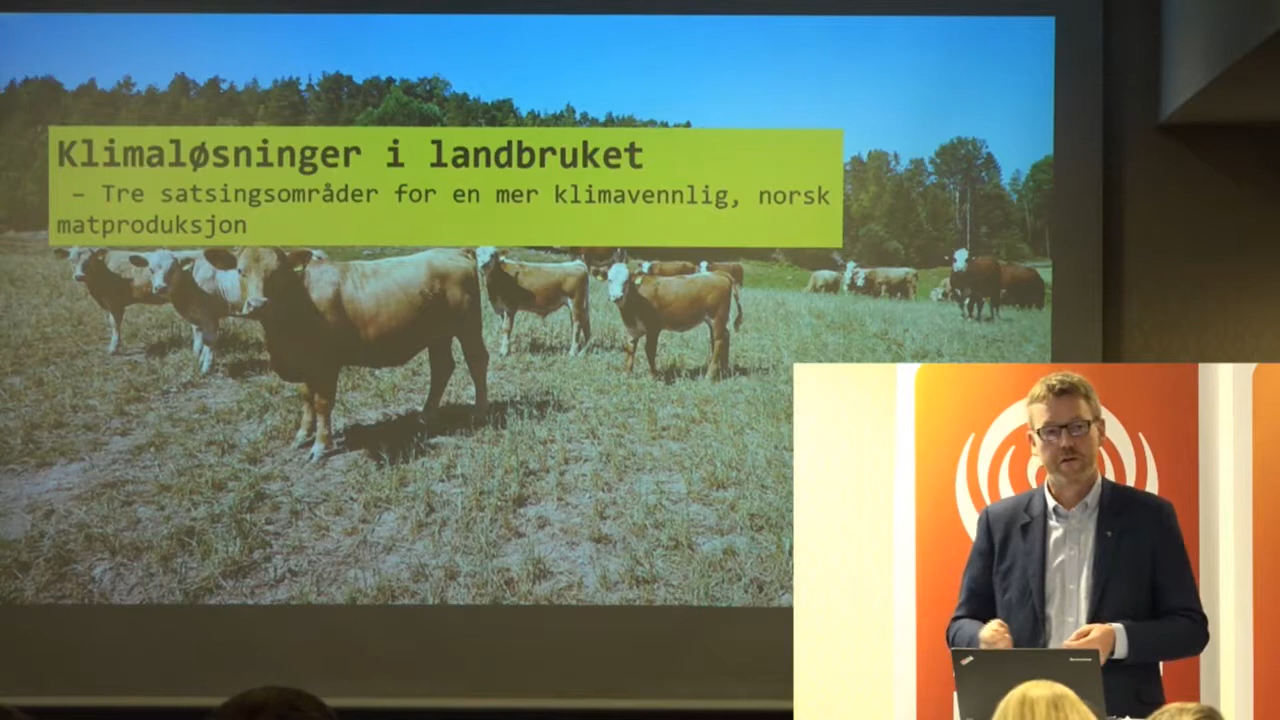 Klimaløsninger i landbruket
– Tre satsingsområder for en mer klimavennlig, norsk
matproduksjon